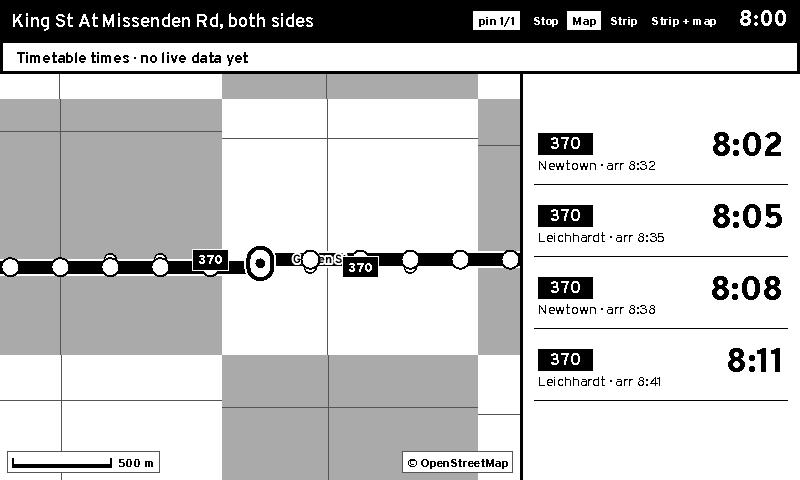 King St At Missenden Rd, both sides
pin 1/1 Stop Map Strip Strip + map 8:00
Timetable times · no live data yet
370
370
500 m
© OpenStreetMap
370 8:02
Newtown · arr 8:32
370 8:05
Leichhardt · arr 8:35
370 8:08
Newtown · arr 8:38
370 8:11
Leichhardt · arr 8:41